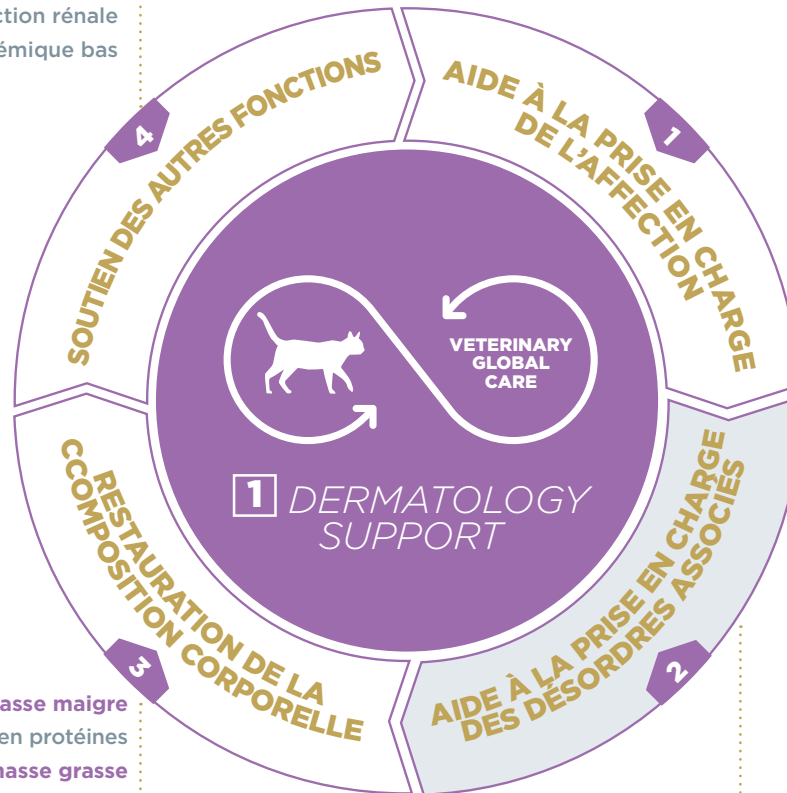 ction rénale
émique bas
4
SOUTIEN DES AUTRES FONCTIONS
1
AIDE À LA PRISE EN CHARGE
DE L'AFFECTION
VETERINARY
GLOBAL
CARE
1 DERMATOLOGY
SUPPORT
2
AIDE À LA PRISE EN CHARGE
DES DÉSORDRES ASSOCIÉS
3
RESTAURATION DE LA
CCOMPOSITION CORPORELLE
asse maigre
en protéines
nasse grasse